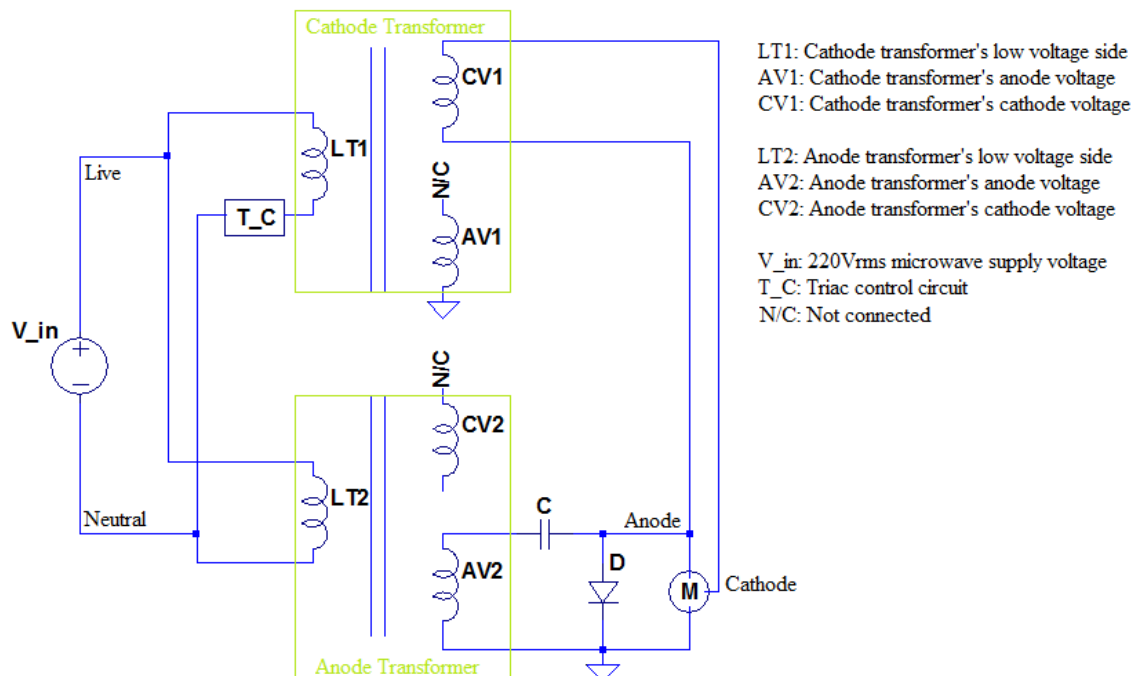 Cathode Transformer
CV1
LT1
Live
N/C
T_C
AV1
V_in
N/C
CV2
LT2
Neutral
C
Anode
D
AV2
M
Cathode
Anode Transformer
LT1: Cathode transformer's low voltage side
AV1: Cathode transformer's anode voltage
CV1: Cathode transformer's cathode voltage
LT2: Anode transformer's low voltage side
AV2: Anode transformer's anode voltage
CV2: Anode transformer's cathode voltage
V_in: 220Vrms microwave supply voltage
T_C: Triac control circuit
N/C: Not connected